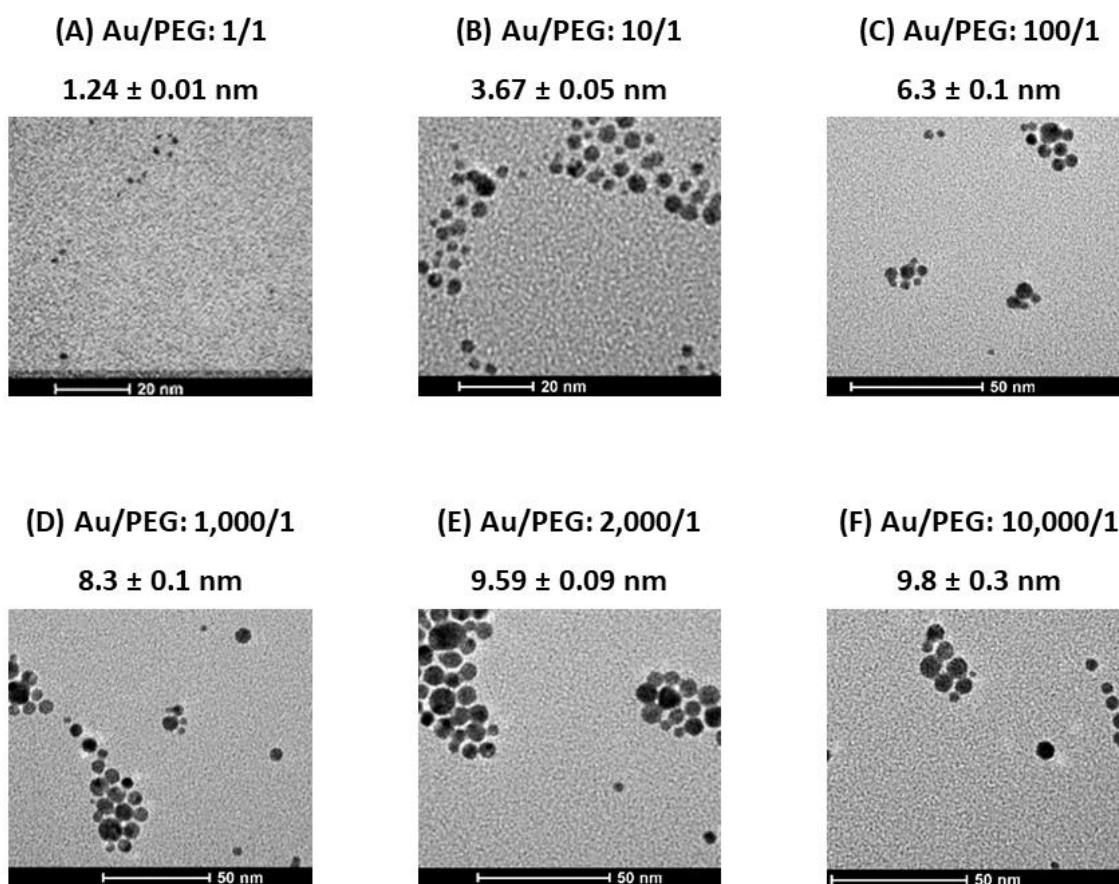 (A) Au/PEG: 1/1
1.24 ± 0.01 nm
20 nm
(B) Au/PEG: 10/1
3.67 ± 0.05 nm
20 nm
(C) Au/PEG: 100/1
6.3 ± 0.1 nm
50 nm
(D) Au/PEG: 1,000/1
8.3 ± 0.1 nm
50 nm
(E) Au/PEG: 2,000/1
9.59 ± 0.09 nm
50 nm
(F) Au/PEG: 10,000/1
9.8 ± 0.3 nm
50 nm